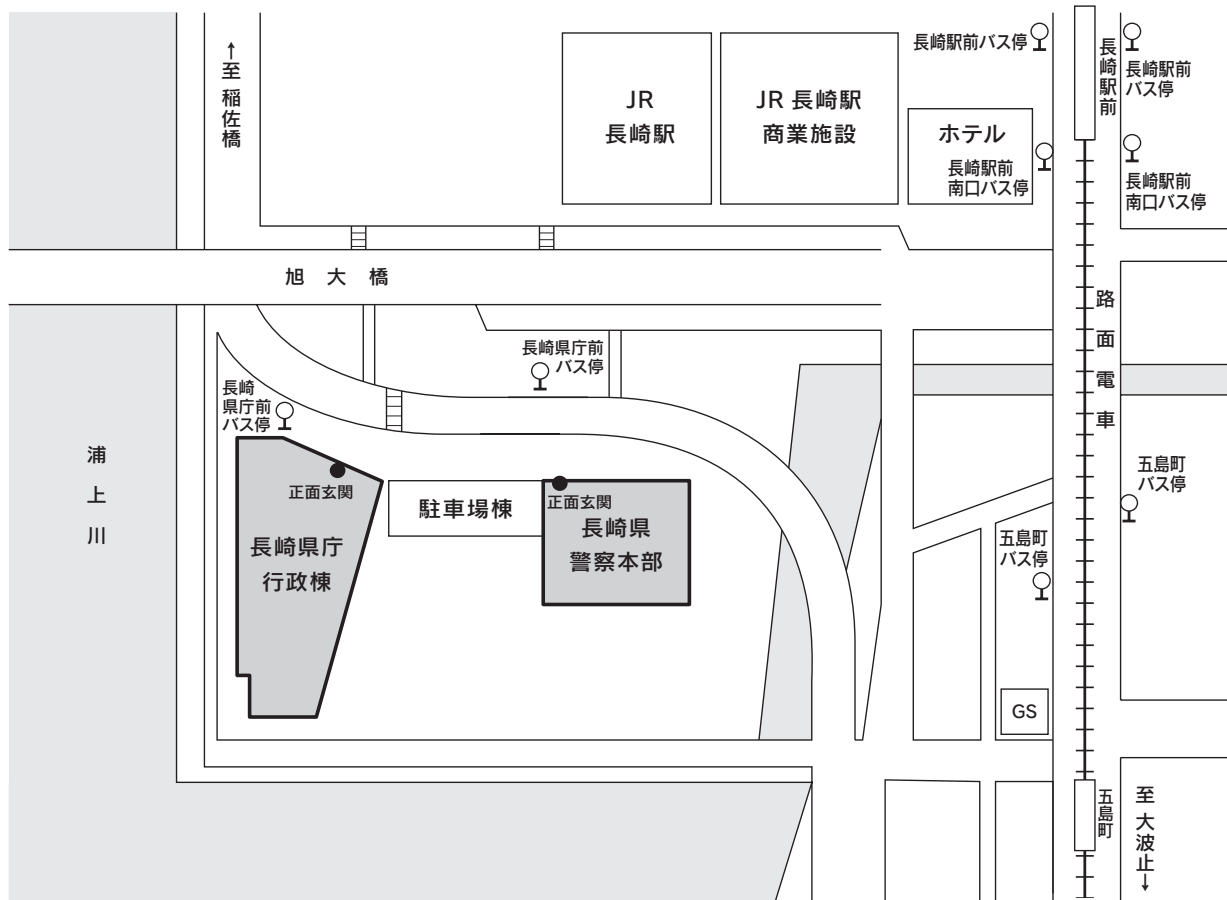 ↑至 稲佐橋
JR
長崎駅
JR 長崎駅
商業施設
長崎駅前バス停
長崎駅前
長崎駅前
バス停
ホテル
長崎駅前
南口バス停
長崎駅前
南口バス停
旭大橋
路面電車
長崎県庁前
バス停
長崎
県庁前
バス停
浦上川
正面玄関
長崎県庁
行政棟
駐車場棟
正面玄関
長崎県
警察本部
五島町
バス停
五島町
バス停
GS
五島町
至 大波止↓